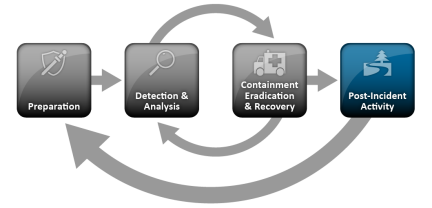 Preparation
Detection &
Analysis
Containment
Eradication
& Recovery
Post-Incident
Activity